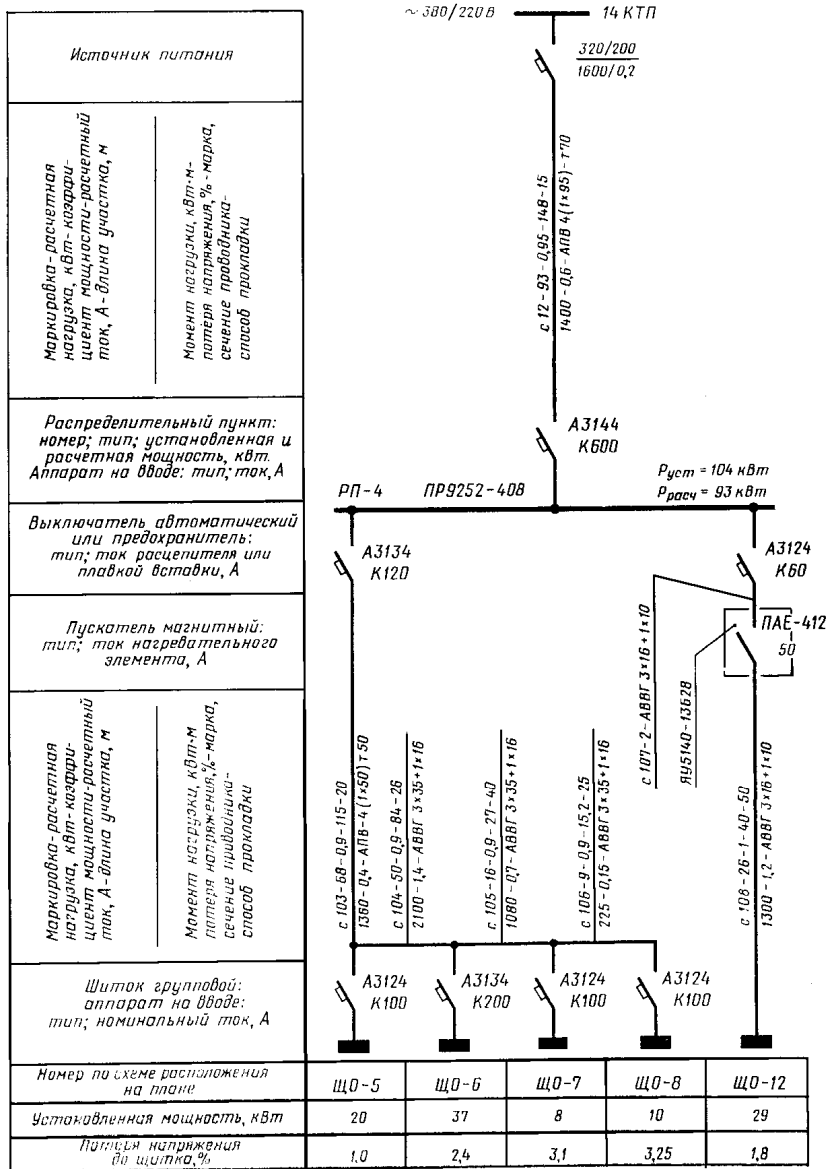 ~380/220 В
14 КТП
Источник питания
320/200
1600/0,2
Маркировка-расчетная
нагрузка, кВт-коэффи-
циент мощности-расчетный
ток, А-длина участка, м
Момент нагрузки, кВт·м-
потеря напряжения,%-марка,
сечение проводника-
способ прокладки
с 12-93-0,95-148-15
1400-0,6-АПВ 4(1×95)-т70
Распределительный пункт:
номер; тип; установленная и
расчетная мощность, квт.
Аппарат на вводе: тип; ток, А
А3144
К600
РП-4
ПР9252-408
Руст = 104 кВт
Ррасч = 93 кВт
Выключатель автоматический
или предохранитель:
тип; ток расцепителя или
плавкой вставки, А
А3134
К120
А3124
К60
Пускатель магнитный:
тип; ток нагревательного
элемента, А
ПАЕ-412
50
с 107-2-АВВГ 3×16+1×10
ЯУ5140-13628
Маркировка-расчетная
нагрузка, кВт-коэффи-
циент мощности-расчетный
ток, А-длина участка, м
Момент нагрузки, кВт·м
потеря напряжения,%-марка,
сечение проводника-
способ прокладки
с 103-68-0,9-115-20
1360-0,4-АПВ-4(1×50) т 50
с 104-50-0,9-84-26
2100-1,4-АВВГ 3×35+1×16
с 105-16-0,9-27-40
1080-0,7-АВВГ 3×35+1×16
с 106-9-0,9-15,2-25
225-0,15-АВВГ 3×35+1×16
с 108-26-1-40-50
1300-1,2-АВВГ 3×16+1×10
Шиток групповой:
аппарат на вводе:
тип; номинальный ток, А
А3124
К100
А3134
К200
А3124
К100
А3124
К100
Номер по схеме расположения
на плане
ЩО-5 ЩО-6 ЩО-7 ЩО-8 ЩО-12
Установленная мощность, кВт
20 37 8 10 29
Потеря напряжения
до щитка,%
1,0 2,4 3,1 3,25 1,8